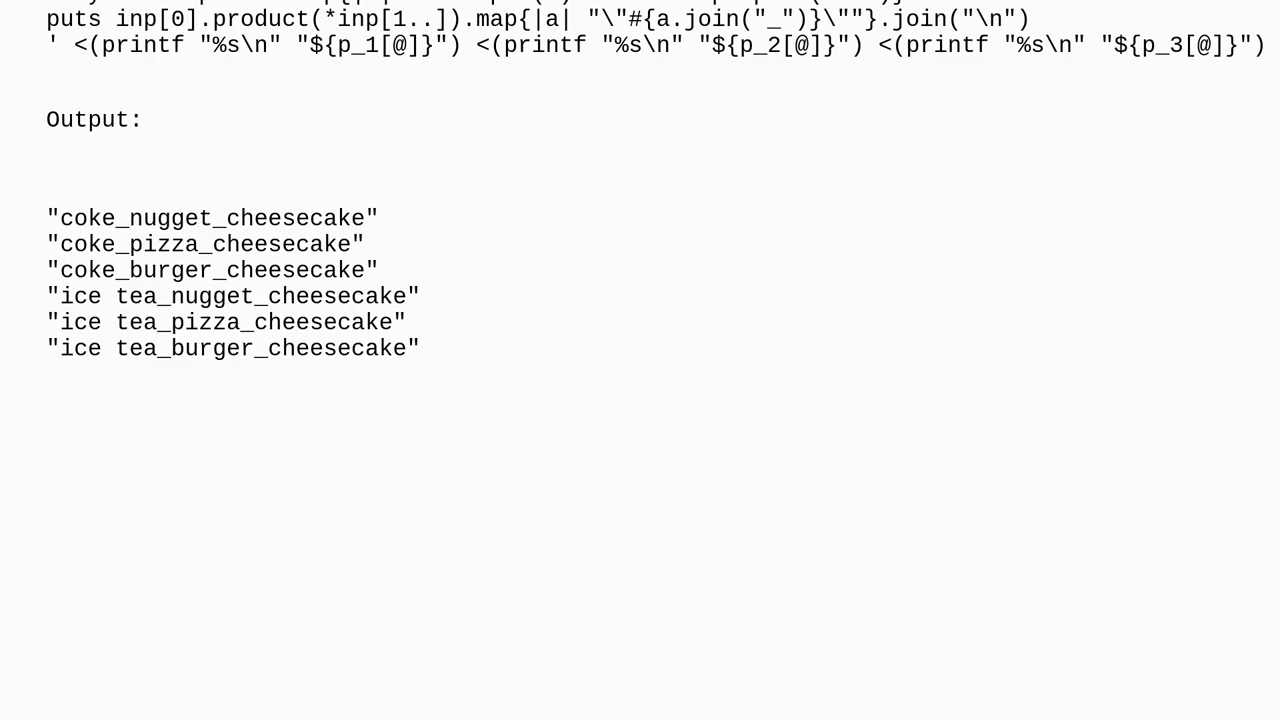 puts inp[0].product(*inp[1..]).map{|a| "\"#{a.join("_")}\""}.join("\n")
' <(printf "%s\n" "${p_1[@]}") <(printf "%s\n" "${p_2[@]}") <(printf "%s\n" "${p_3[@]}")
Output:
"coke_nugget_cheesecake"
"coke_pizza_cheesecake"
"coke_burger_cheesecake"
"ice tea_nugget_cheesecake"
"ice tea_pizza_cheesecake"
"ice tea_burger_cheesecake"